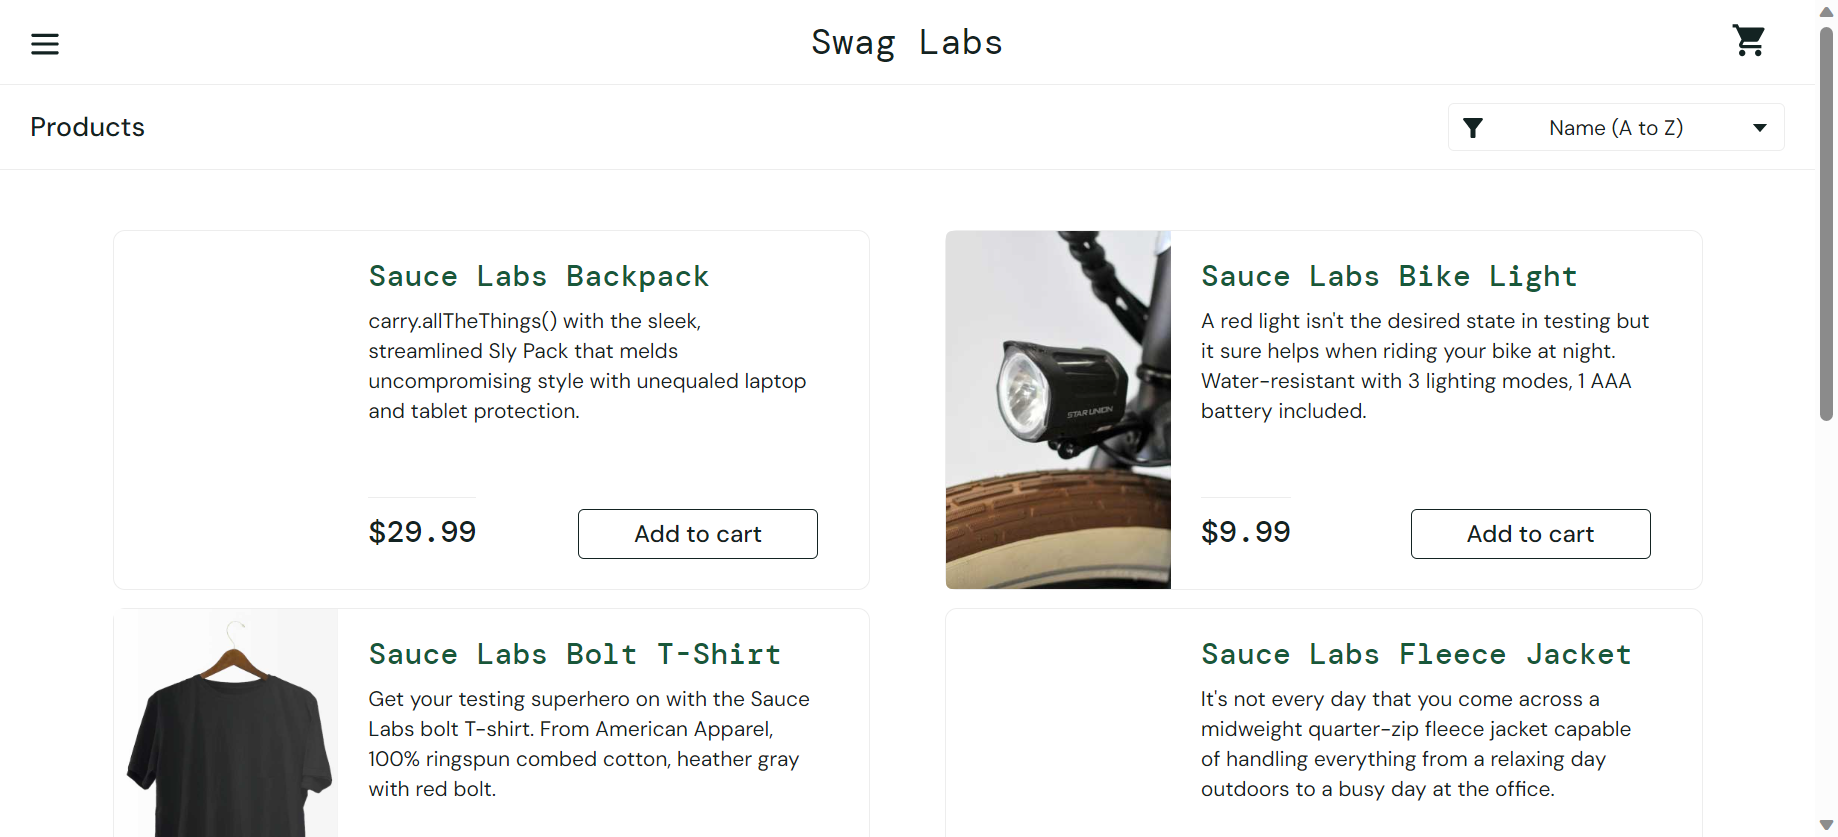 Swag Labs
Products
Name (A to Z)
Sauce Labs Backpack
carry.allTheThings() with the sleek,
streamlined Sly Pack that melds
uncompromising style with unequaled laptop
and tablet protection.
$29.99
Add to cart
Sauce Labs Bike Light
A red light isn't the desired state in testing but
it sure helps when riding your bike at night.
Water-resistant with 3 lighting modes, 1 AAA
battery included.
STAR UNION
$9.99
Add to cart
Sauce Labs Bolt T-Shirt
Get your testing superhero on with the Sauce
Labs bolt T-shirt. From American Apparel,
100% ringspun combed cotton, heather gray
with red bolt.
Sauce Labs Fleece Jacket
It's not every day that you come across a
midweight quarter-zip fleece jacket capable
of handling everything from a relaxing day
outdoors to a busy day at the office.